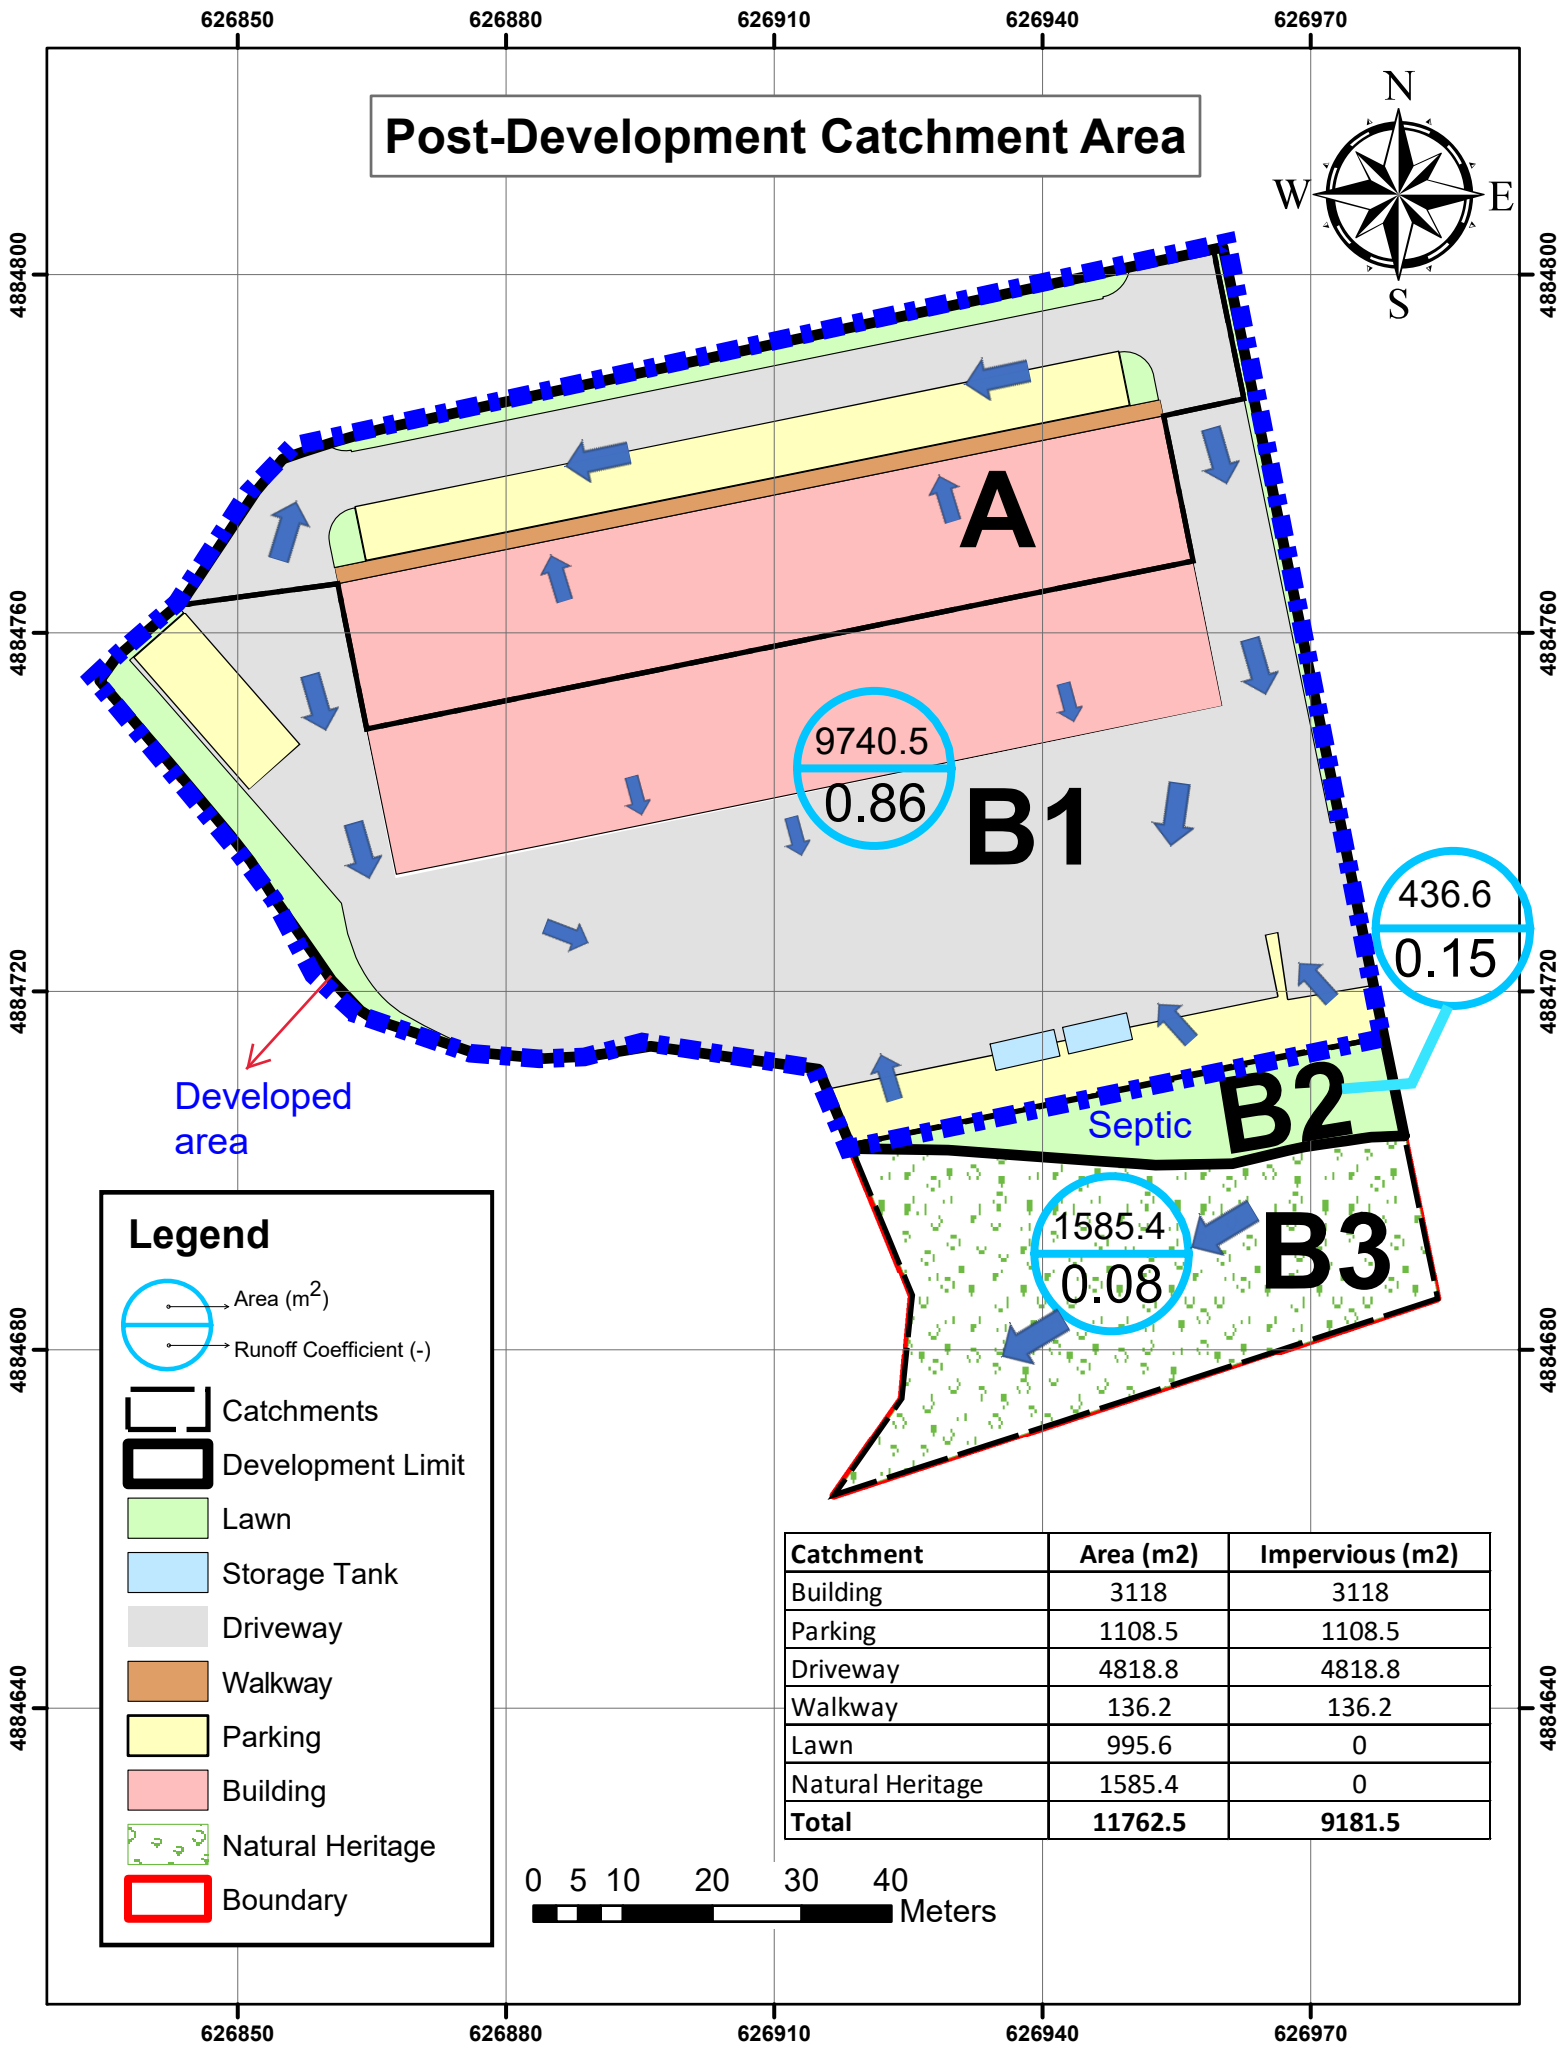 626850 626880 626910 626940 626970
Post-Development Catchment Area
N
W E
S
4884800 4884800
A
4884760 4884760
9740.5
0.86
B1
436.6
0.15
4884720 4884720
Developed
area
B2
Septic
1585.4
0.08
B3
4884680 4884680
Legend
Area (m2)
Runoff Coefficient (-)
Catchments
Development Limit
Lawn
Storage Tank
Driveway
Walkway
Parking
Building
Natural Heritage
Boundary
Catchment Area (m2) Impervious (m2)
Building 3118 3118
Parking 1108.5 1108.5
Driveway 4818.8 4818.8
Walkway 136.2 136.2
Lawn 995.6 0
Natural Heritage 1585.4 0
Total 11762.5 9181.5
4884640 4884640
0 5 10 20 30 40
Meters
626850 626880 626910 626940 626970